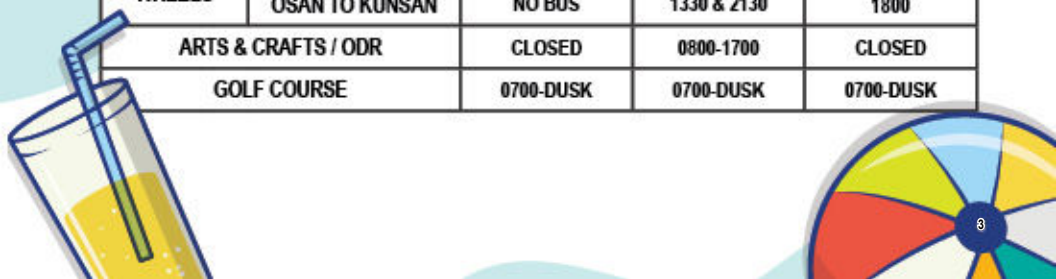 OSAN TO KUNSAN NO BUS 1330 & 2130 1800
ARTS & CRAFTS / ODR CLOSED 0800-1700 CLOSED
GOLF COURSE 0700-DUSK 0700-DUSK 0700-DUSK
3